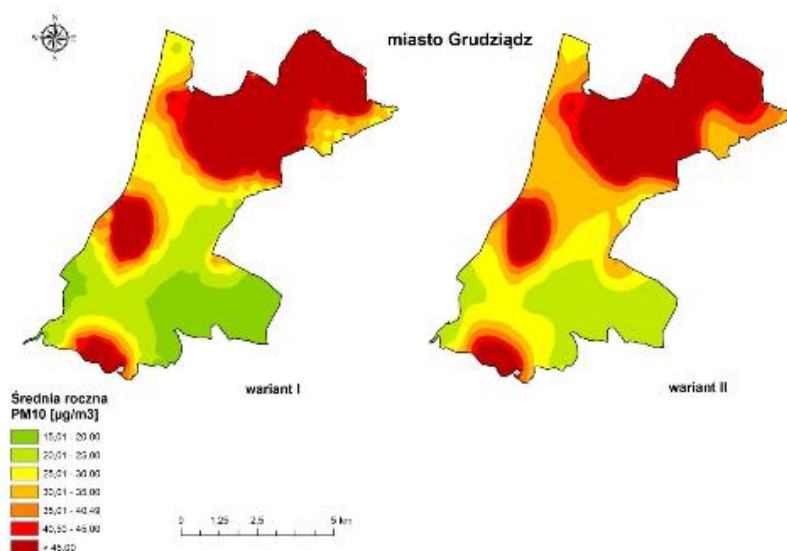 N
miasto Grudziądz
wariant I
wariant II
Średnia roczna
PM10 [µg/m3]
15,01 - 20,00
20,01 - 25,00
25,01 - 30,00
30,01 - 35,00
35,01 - 40,49
40,50 - 45,00
> 45,00
0 1,25 2,5 5 km